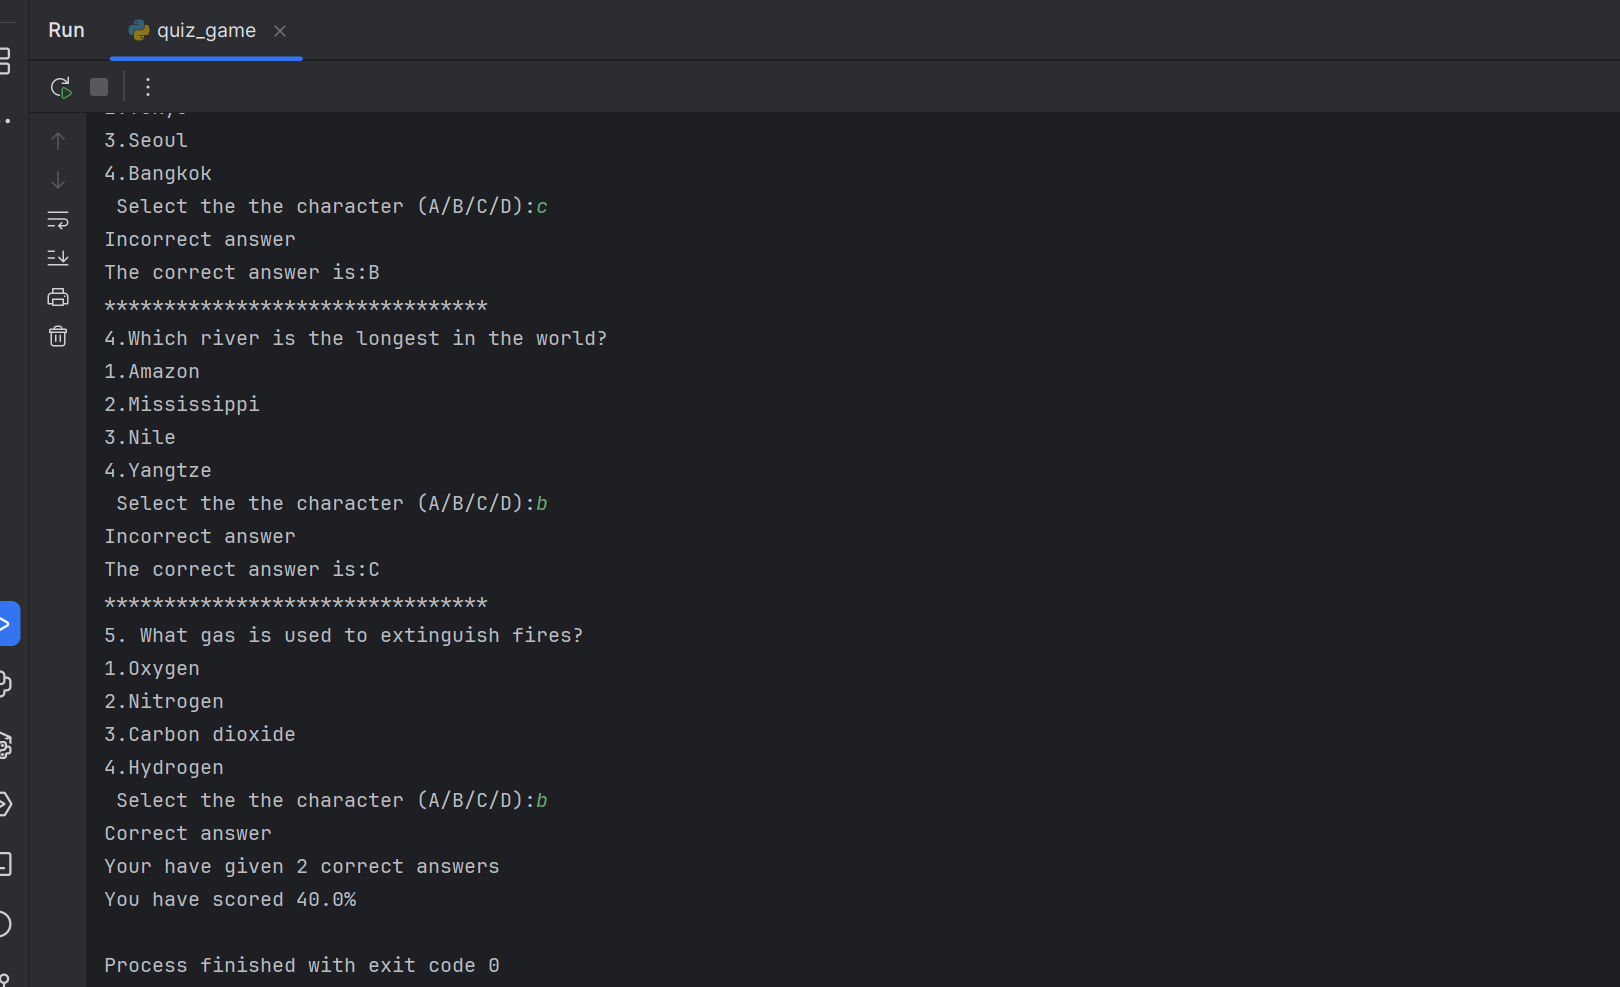 Run
quiz_game
3.Seoul
4.Bangkok
Select the the character (A/B/C/D):c
Incorrect answer
The correct answer is:B
********************************
4.Which river is the longest in the world?
1.Amazon
2.Mississippi
3.Nile
4.Yangtze
Select the the character (A/B/C/D):b
Incorrect answer
The correct answer is:C
********************************
5. What gas is used to extinguish fires?
1.Oxygen
2.Nitrogen
3.Carbon dioxide
4.Hydrogen
Select the the character (A/B/C/D):b
Correct answer
Your have given 2 correct answers
You have scored 40.0%
Process finished with exit code 0